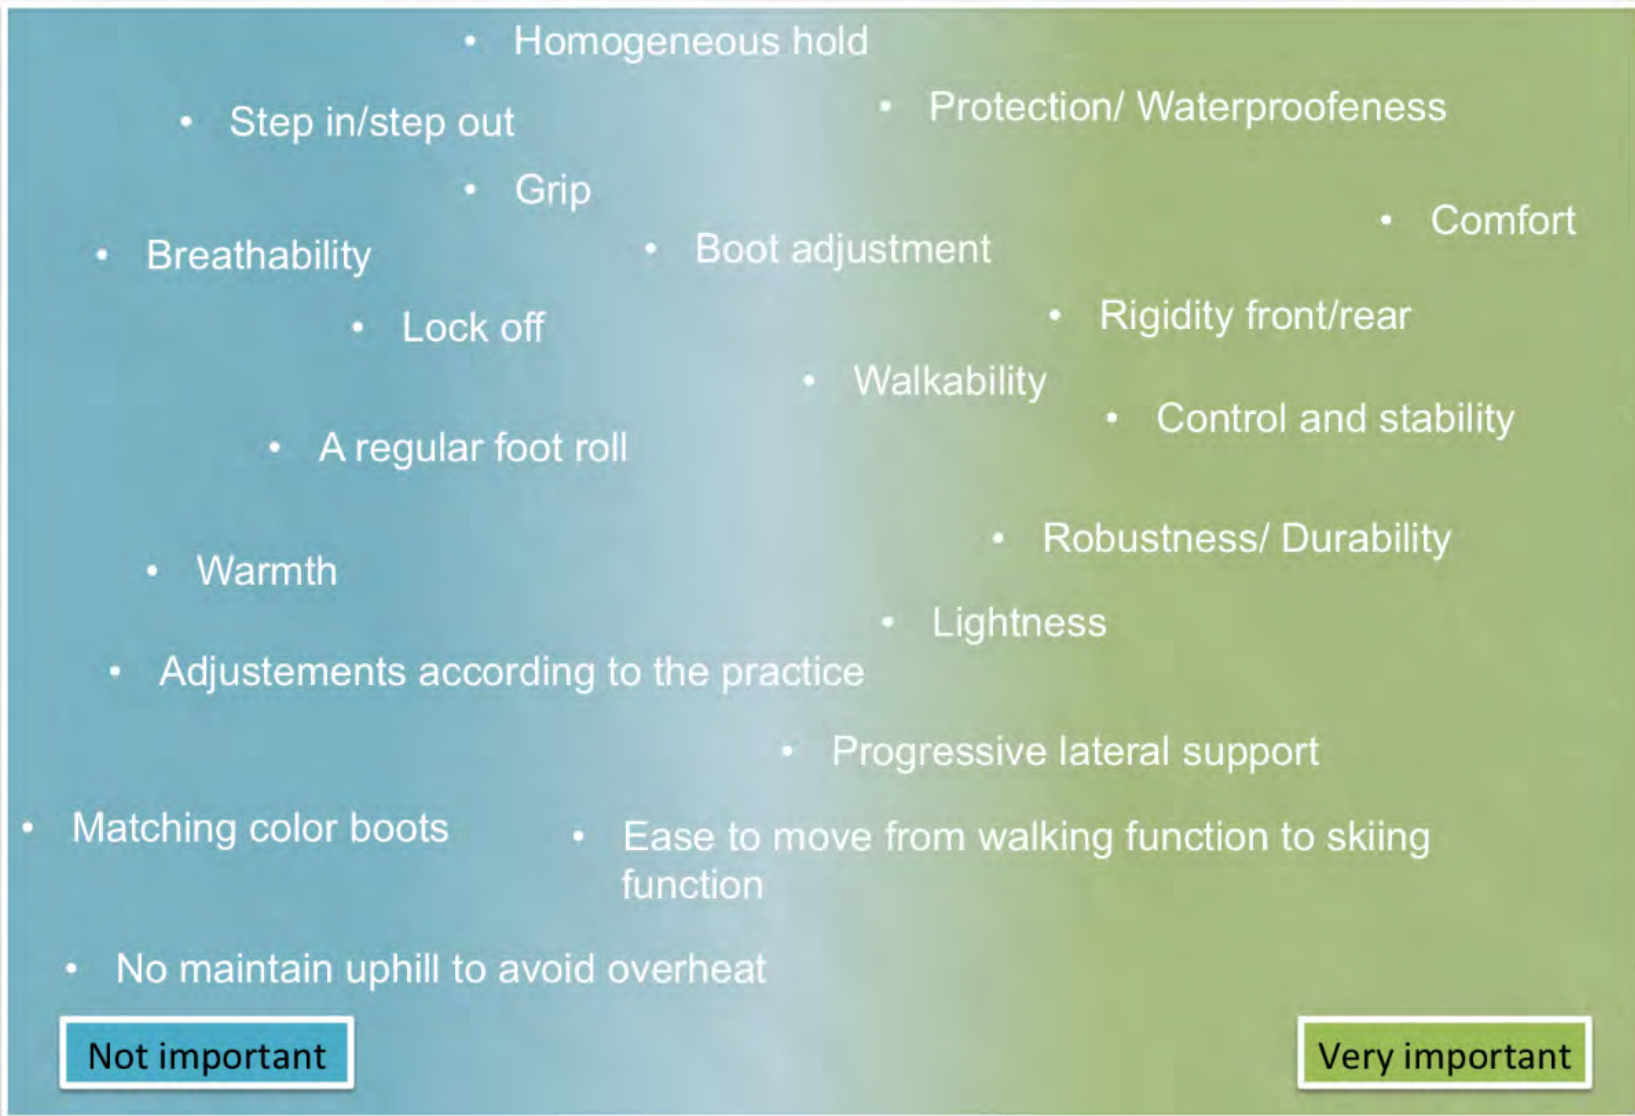 • Homogeneous hold
• Protection/ Waterproofeness
• Step in/step out
• Grip
• Comfort
• Breathability
• Boot adjustment
• Rigidity front/rear
• Lock off
• Walkability
• Control and stability
• A regular foot roll
• Robustness/ Durability
• Warmth
• Lightness
• Adjustements according to the practice
• Progressive lateral support
• Matching color boots
• Ease to move from walking function to skiing
function
• No maintain uphill to avoid overheat
Not important
Very important